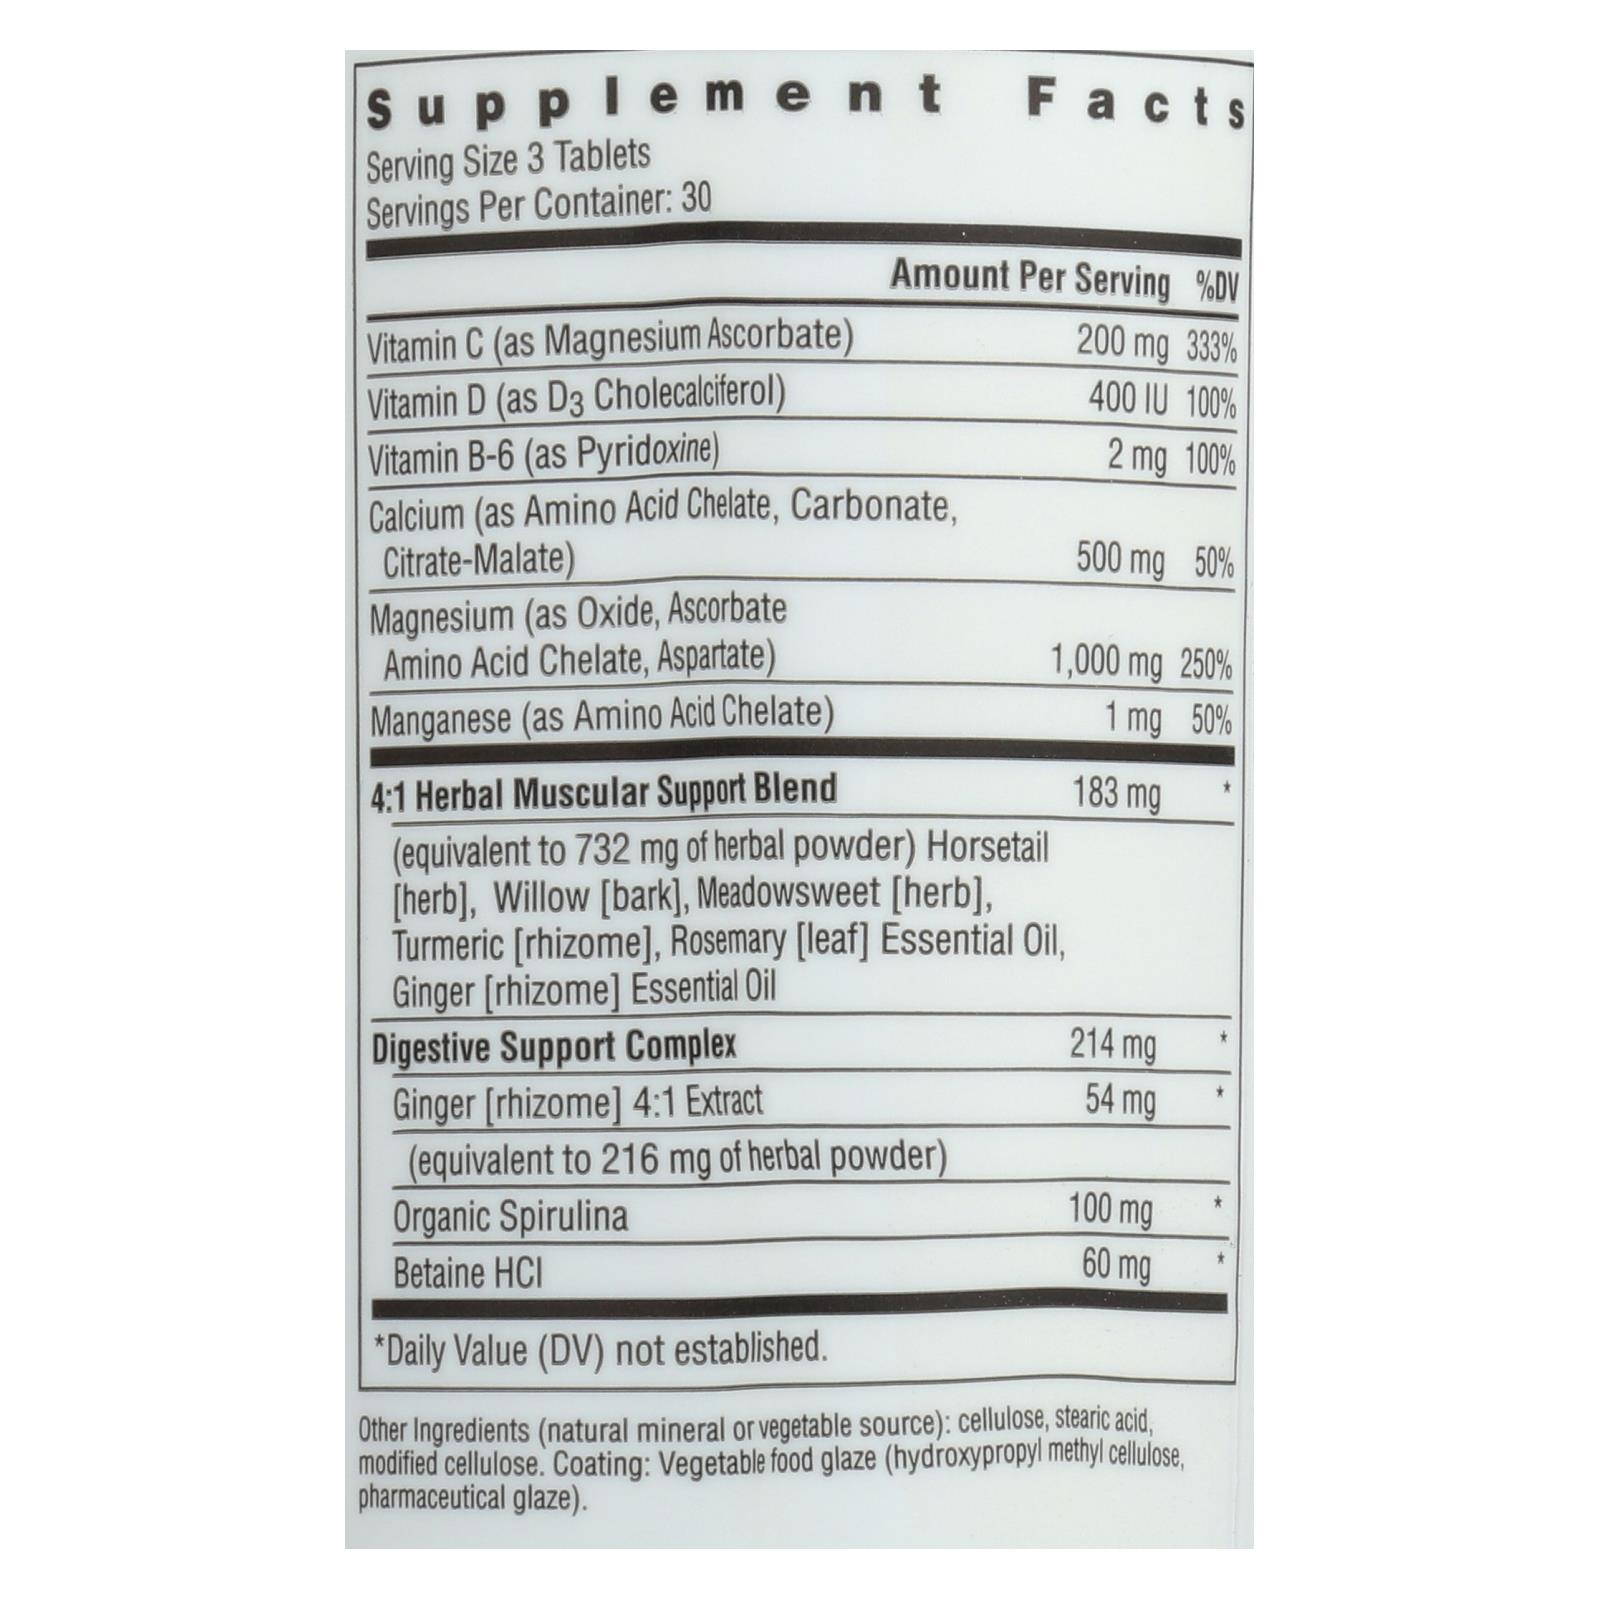 Supplement Facts
Serving Size 3 Tablets
Servings Per Container: 30
Amount Per Serving %DV
Vitamin C (as Magnesium Ascorbate) 200 mg 333%
Vitamin D (as D3 Cholecalciferol) 400 IU 100%
Vitamin B-6 (as Pyridoxine) 2 mg 100%
Calcium (as Amino Acid Chelate, Carbonate,
Citrate-Malate) 500 mg 50%
Magnesium (as Oxide, Ascorbate
Amino Acid Chelate, Aspartate) 1,000 mg 250%
Manganese (as Amino Acid Chelate) 1 mg 50%
4:1 Herbal Muscular Support Blend 183 mg *
(equivalent to 732 mg of herbal powder) Horsetail
[herb], Willow [bark], Meadowsweet [herb],
Turmeric [rhizome], Rosemary [leaf] Essential Oil,
Ginger [rhizome] Essential Oil
Digestive Support Complex 214 mg *
Ginger [rhizome] 4:1 Extract 54 mg *
(equivalent to 216 mg of herbal powder)
Organic Spirulina 100 mg *
Betaine HCl 60 mg *
*Daily Value (DV) not established.
Other Ingredients (natural mineral or vegetable source): cellulose, stearic acid,
modified cellulose. Coating: Vegetable food glaze (hydroxypropyl methyl cellulose,
pharmaceutical glaze).